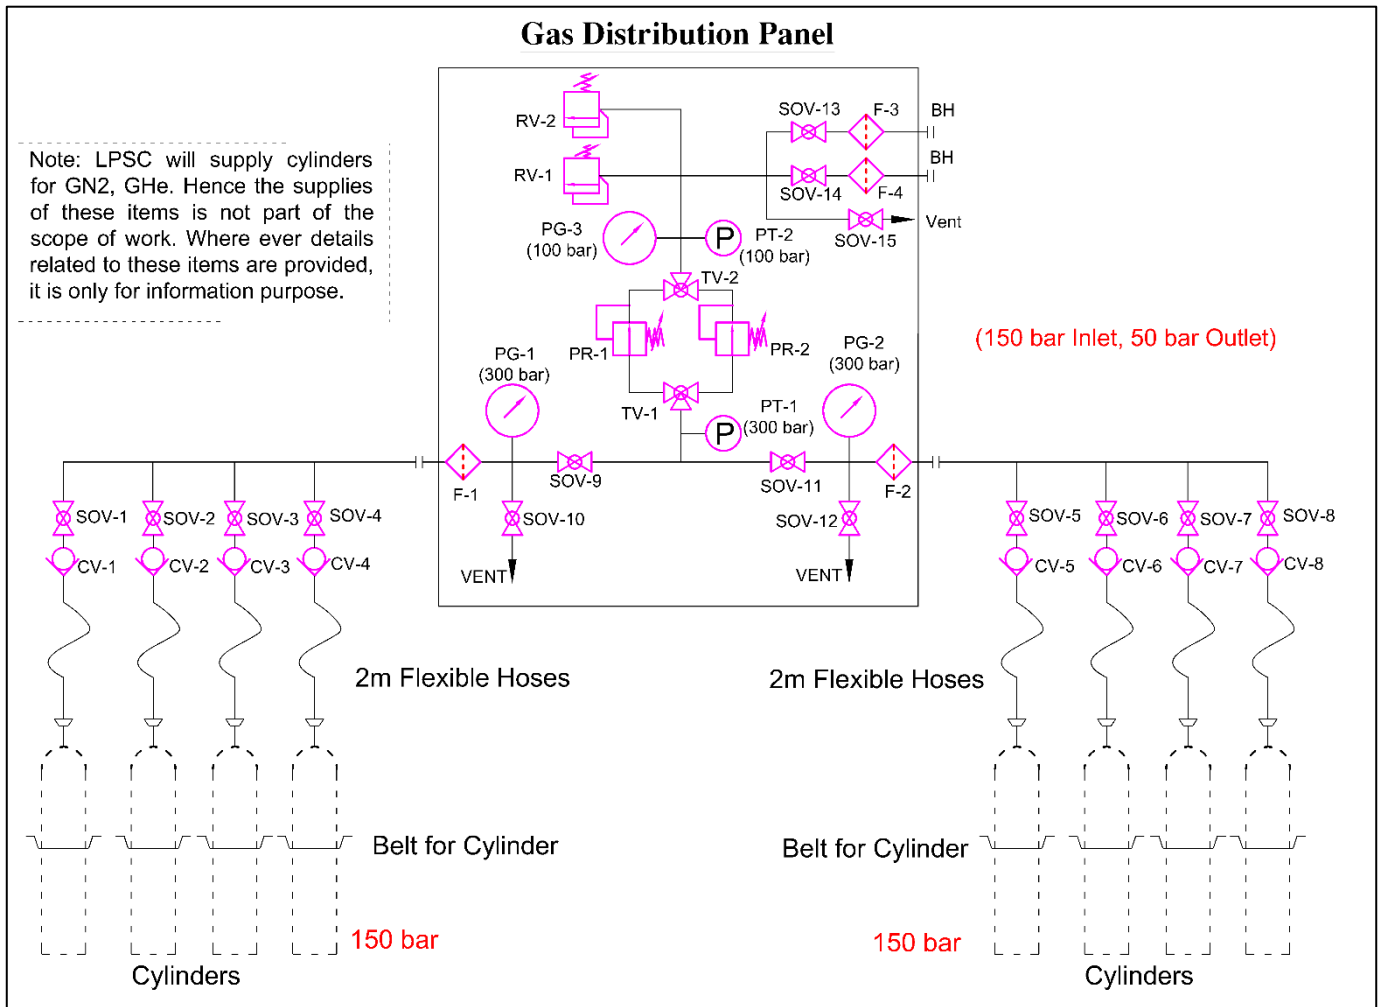 Gas Distribution Panel
Note: LPSC will supply cylinders
for GN2, GHe. Hence the supplies
of these items is not part of the
scope of work. Where ever details
related to these items are provided,
it is only for information purpose.
RV-2
RV-1
SOV-13
F-3
BH
BH
SOV-14
F-4
Vent
SOV-15
PG-3
(100 bar)
P
PT-2
(100 bar)
TV-2
PR-1
PR-2
(150 bar Inlet, 50 bar Outlet)
PG-1
(300 bar)
PG-2
(300 bar)
TV-1
P
PT-1
(300 bar)
F-1
SOV-9
SOV-11
F-2
SOV-10
SOV-12
VENT
VENT
SOV-1
SOV-2
SOV-3
SOV-4
SOV-5
SOV-6
SOV-7
SOV-8
CV-1
CV-2
CV-3
CV-4
CV-5
CV-6
CV-7
CV-8
2m Flexible Hoses
2m Flexible Hoses
Belt for Cylinder
Belt for Cylinder
150 bar
150 bar
Cylinders
Cylinders